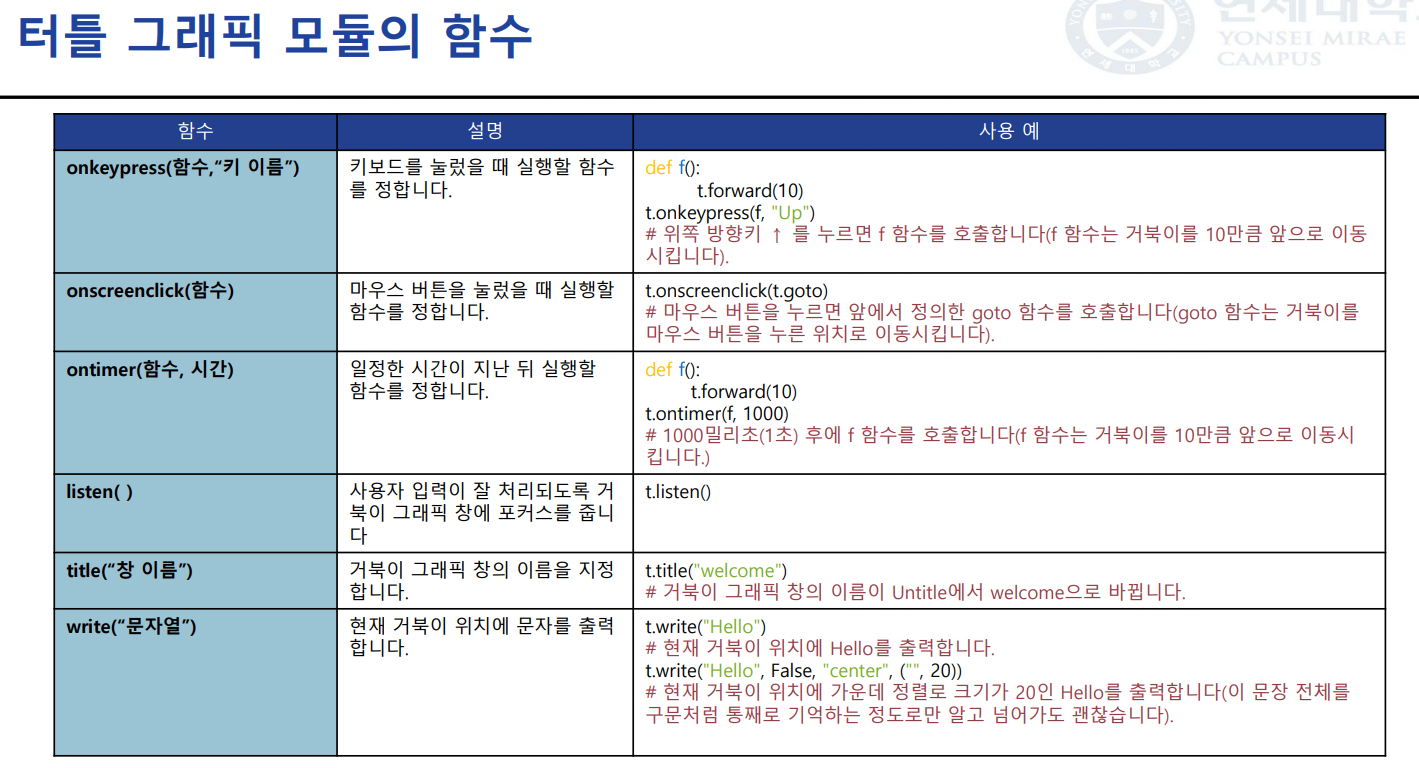 터틀 그래픽 모듈의 함수
YONSEI MIRAE
CAMPUS
함수
설명
사용 예
onkeypress(함수,“키 이름”)
키보드를 눌렀을 때 실행할 함수
를 정합니다.
def f():
t.forward(10)
t.onkeypress(f, "Up")
# 위쪽 방향키 ↑ 를 누르면 f 함수를 호출합니다(f 함수는 거북이를 10만큼 앞으로 이동
시킵니다).
onscreenclick(함수)
마우스 버튼을 눌렀을 때 실행할
함수를 정합니다.
t.onscreenclick(t.goto)
# 마우스 버튼을 누르면 앞에서 정의한 goto 함수를 호출합니다(goto 함수는 거북이를
마우스 버튼을 누른 위치로 이동시킵니다).
ontimer(함수, 시간)
일정한 시간이 지난 뒤 실행할
함수를 정합니다.
def f():
t.forward(10)
t.ontimer(f, 1000)
# 1000밀리초(1초) 후에 f 함수를 호출합니다(f 함수는 거북이를 10만큼 앞으로 이동시
킵니다.)
listen( )
사용자 입력이 잘 처리되도록 거
북이 그래픽 창에 포커스를 줍니
다
t.listen()
title(“창 이름”)
거북이 그래픽 창의 이름을 지정
합니다.
t.title("welcome")
# 거북이 그래픽 창의 이름이 Untitle에서 welcome으로 바뀝니다.
write(“문자열”)
현재 거북이 위치에 문자를 출력
합니다.
t.write("Hello")
# 현재 거북이 위치에 Hello를 출력합니다.
t.write("Hello", False, "center", ("", 20))
# 현재 거북이 위치에 가운데 정렬로 크기가 20인 Hello를 출력합니다(이 문장 전체를
구문처럼 통째로 기억하는 정도로만 알고 넘어가도 괜찮습니다).